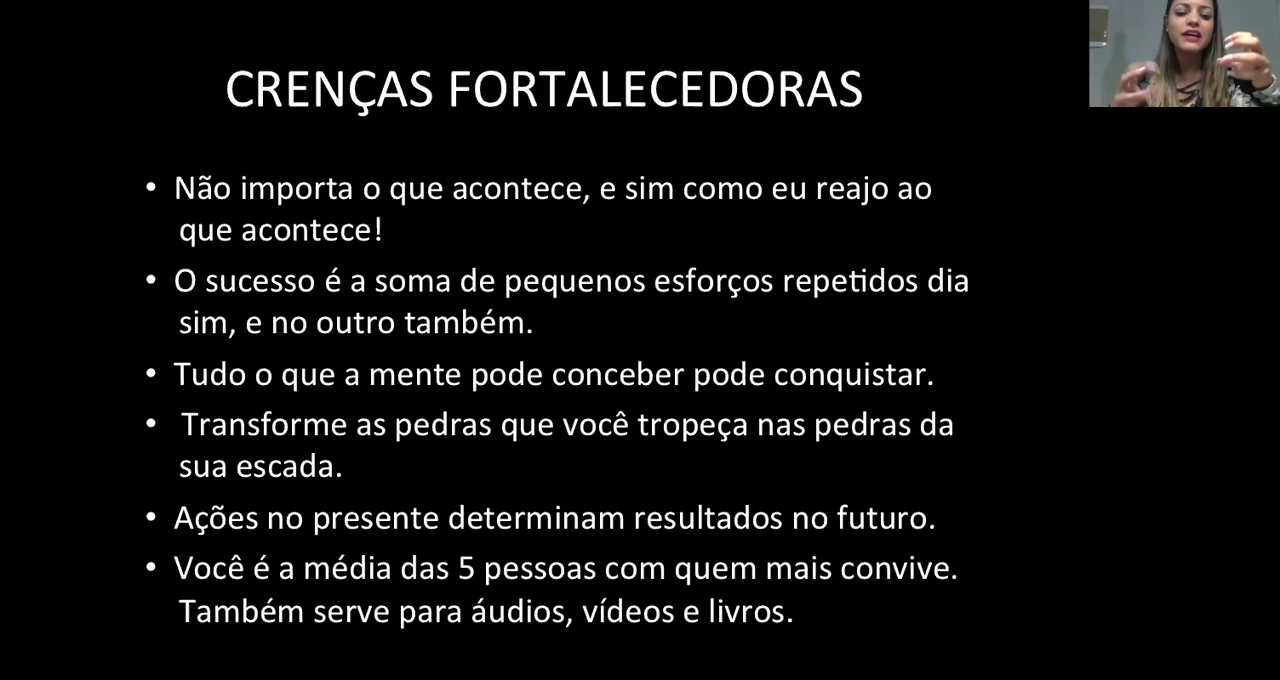 CRENÇAS FORTALECEDORAS
• Não importa o que acontece, e sim como eu reajo ao
que acontece!
• O sucesso é a soma de pequenos esforços repetidos dia
sim, e no outro também.
• Tudo o que a mente pode conceber pode conquistar.
• Transforme as pedras que você tropeça nas pedras da
sua escada.
• Ações no presente determinam resultados no futuro.
• Você é a média das 5 pessoas com quem mais convive.
Também serve para áudios, vídeos e livros.